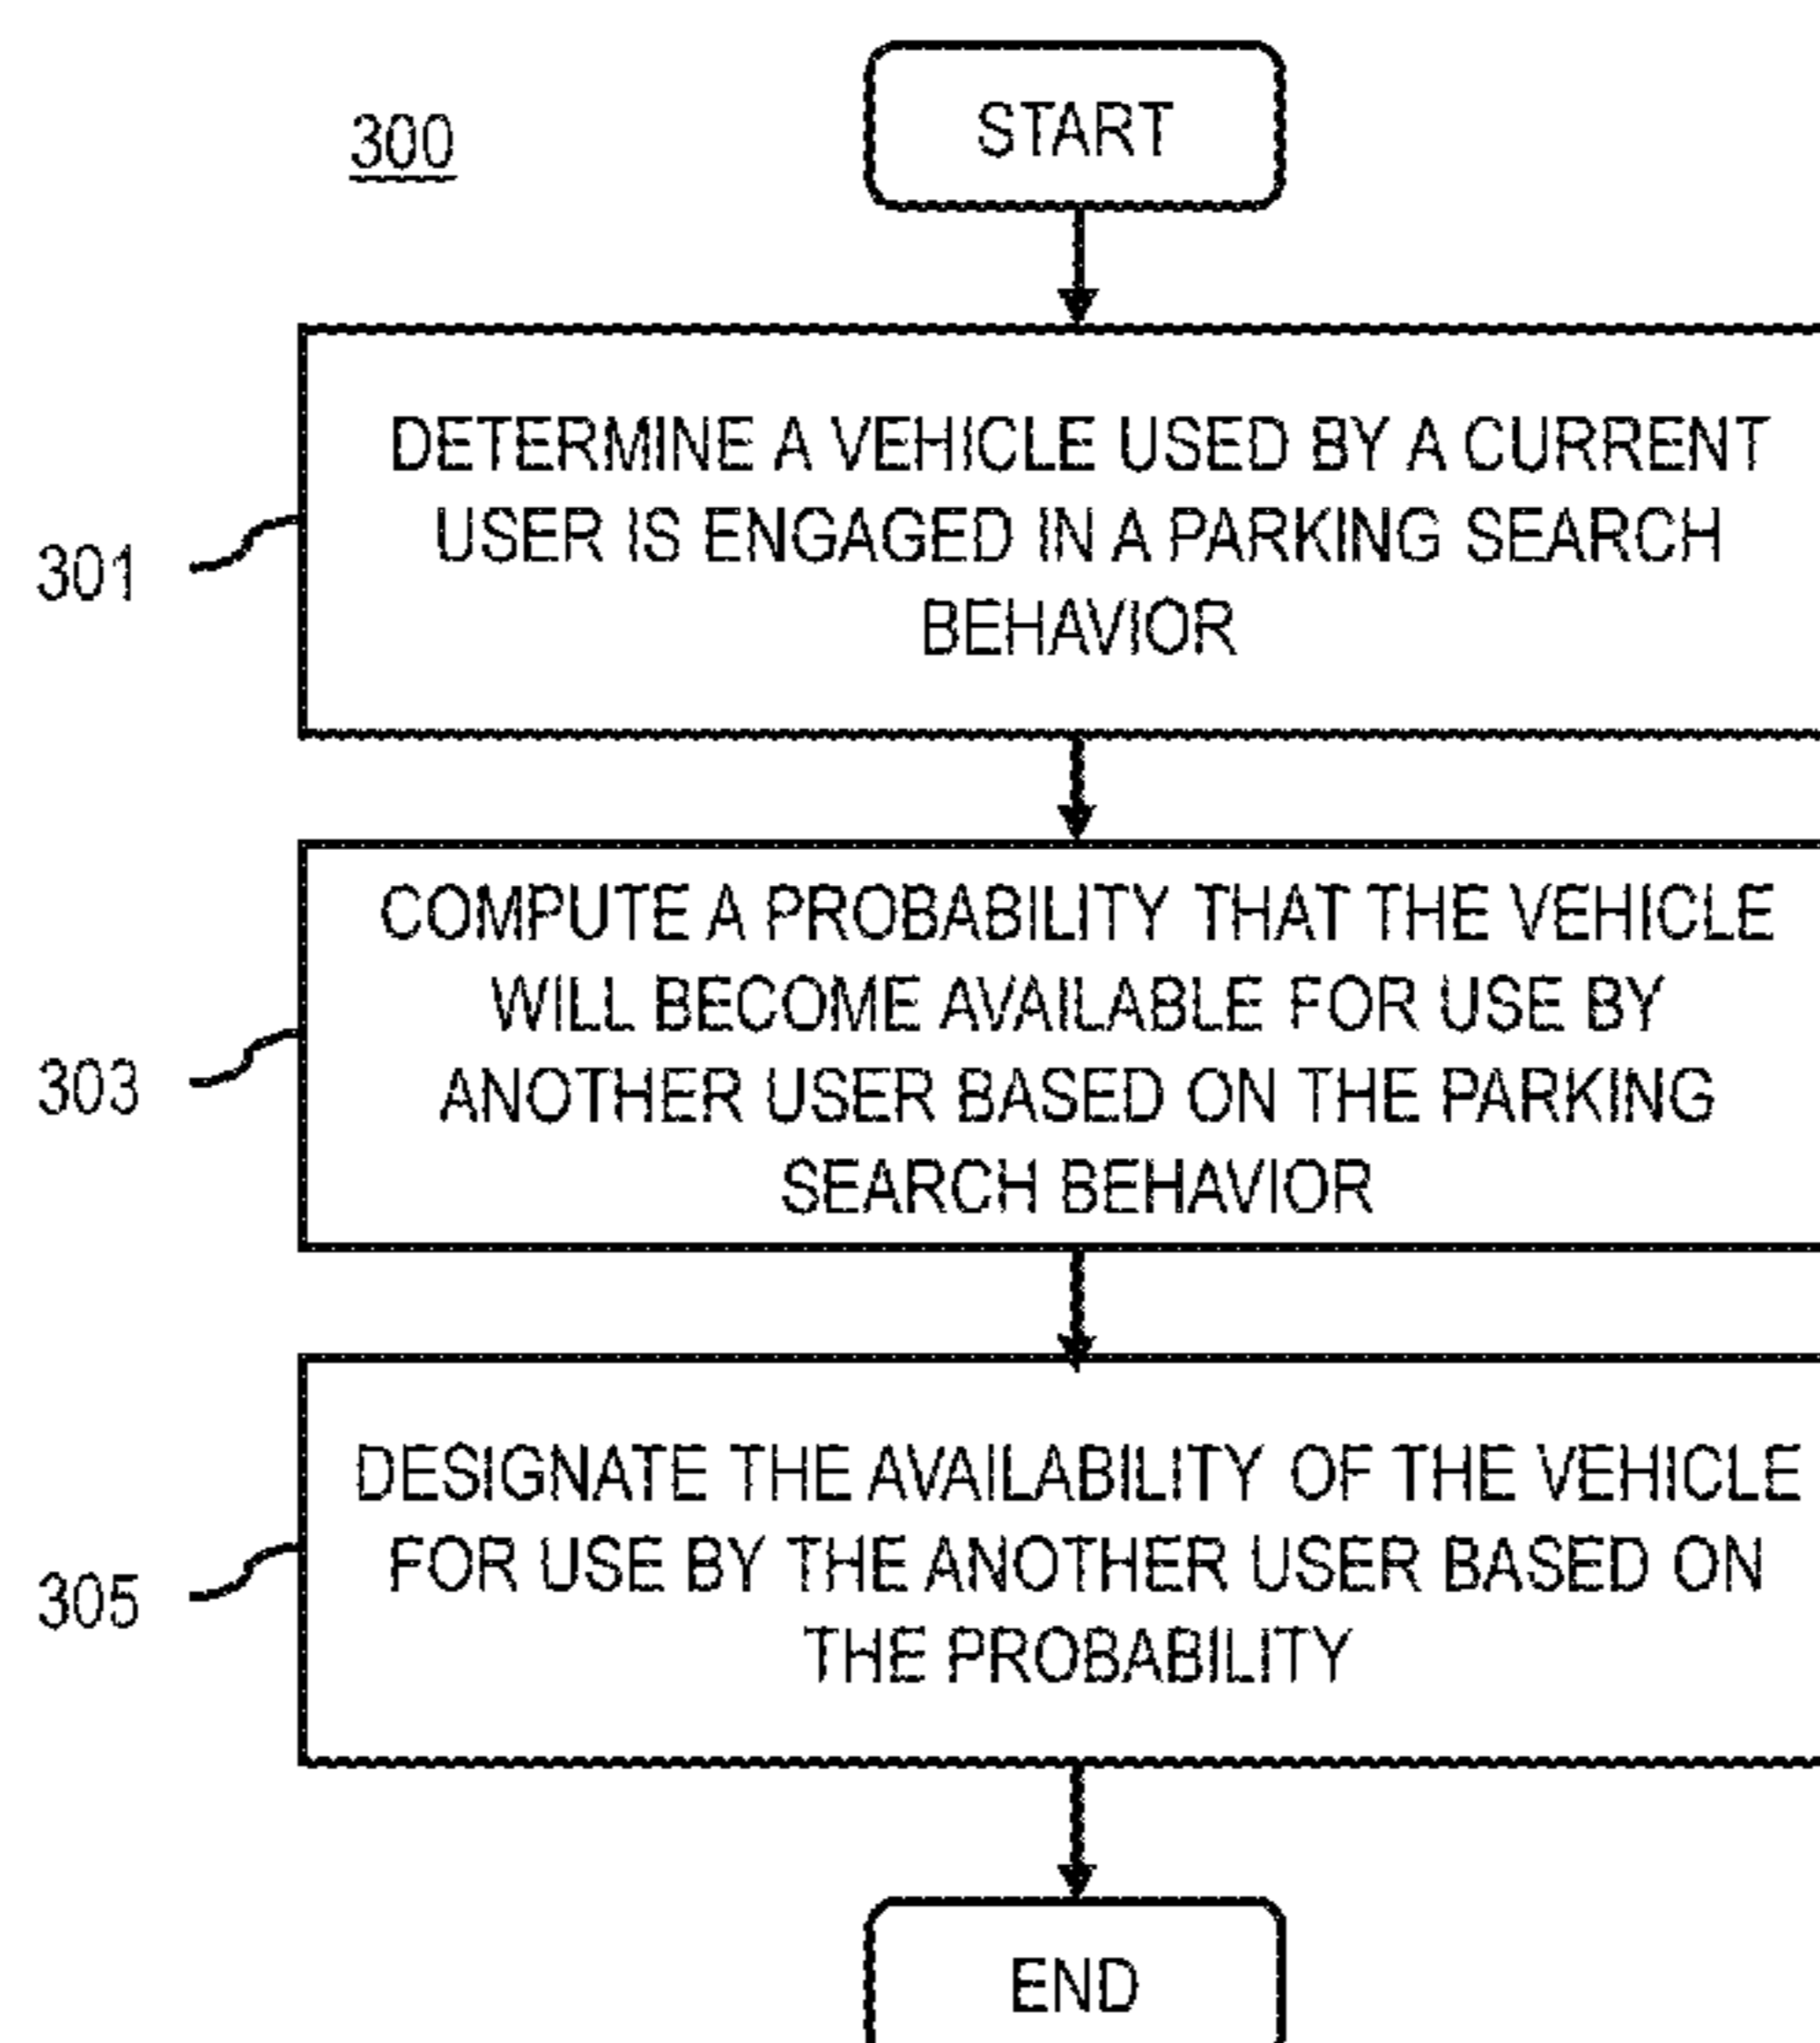 300
START
DETERMINE A VEHICLE USED BY A CURRENT
USER IS ENGAGED IN A PARKING SEARCH
BEHAVIOR
301
COMPUTE A PROBABILITY THAT THE VEHICLE
WILL BECOME AVAILABLE FOR USE BY
ANOTHER USER BASED ON THE PARKING
SEARCH BEHAVIOR
303
DESIGNATE THE AVAILABILITY OF THE VEHICLE
FOR USE BY THE ANOTHER USER BASED ON
THE PROBABILITY
305
END